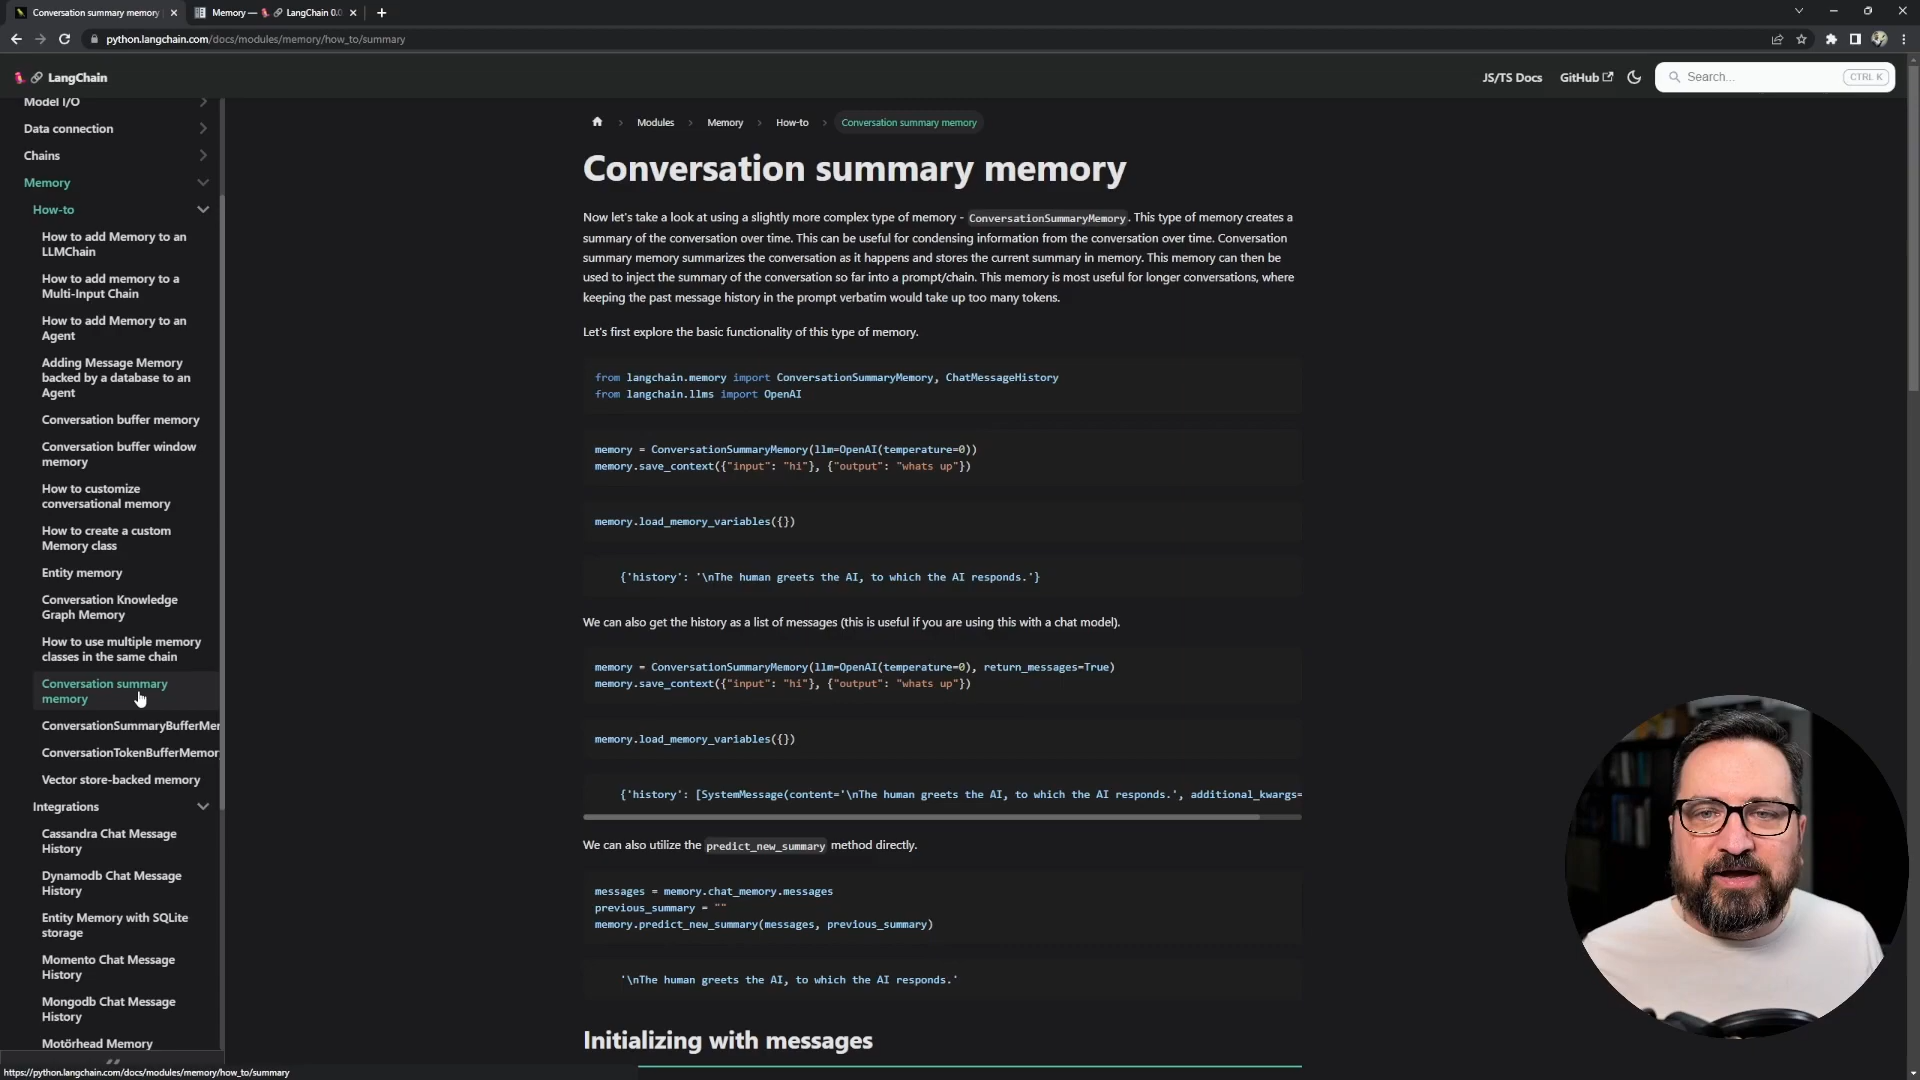 Conversation summary memory
Memory — 🦜 🔗 LangChain 0.0
python.langchain.com/docs/modules/memory/how_to/summary
LangChain
JS/TS Docs
GitHub
Search...
CTRL K
Model I/O
Data connection
Chains
Memory
How-to
How to add Memory to an
LLMChain
How to add memory to a
Multi-Input Chain
How to add Memory to an
Agent
Adding Message Memory
backed by a database to an
Agent
Conversation buffer memory
Conversation buffer window
memory
How to customize
conversational memory
How to create a custom
Memory class
Entity memory
Conversation Knowledge
Graph Memory
How to use multiple memory
classes in the same chain
Conversation summary
memory
ConversationSummaryBufferMer
ConversationTokenBufferMemor
Vector store-backed memory
Integrations
Cassandra Chat Message
History
Dynamodb Chat Message
History
Entity Memory with SQLite
storage
Momento Chat Message
History
Mongodb Chat Message
History
Motörhead Memory
https://python.langchain.com/docs/modules/memory/how_to/summary
Modules
Memory
How-to
Conversation summary memory
Conversation summary memory
Now let's take a look at using a slightly more complex type of memory - ConversationSummaryMemory. This type of memory creates a
summary of the conversation over time. This can be useful for condensing information from the conversation over time. Conversation
summary memory summarizes the conversation as it happens and stores the current summary in memory. This memory can then be
used to inject the summary of the conversation so far into a prompt/chain. This memory is most useful for longer conversations, where
keeping the past message history in the prompt verbatim would take up too many tokens.
Let's first explore the basic functionality of this type of memory.
from langchain.memory import ConversationSummaryMemory, ChatMessageHistory
from langchain.llms import OpenAI
memory = ConversationSummaryMemory(llm=OpenAI(temperature=0))
memory.save_context({"input": "hi"}, {"output": "whats up"})
memory.load_memory_variables({})
{'history': '\nThe human greets the AI, to which the AI responds.'}
We can also get the history as a list of messages (this is useful if you are using this with a chat model).
memory = ConversationSummaryMemory(llm=OpenAI(temperature=0), return_messages=True)
memory.save_context({"input": "hi"}, {"output": "whats up"})
memory.load_memory_variables({})
{'history': [SystemMessage(content='\nThe human greets the AI, to which the AI responds.', additional_kwargs=
We can also utilize the predict_new_summary method directly.
messages = memory.chat_memory.messages
previous_summary = ""
memory.predict_new_summary(messages, previous_summary)
'\nThe human greets the AI, to which the AI responds.'
Initializing with messages